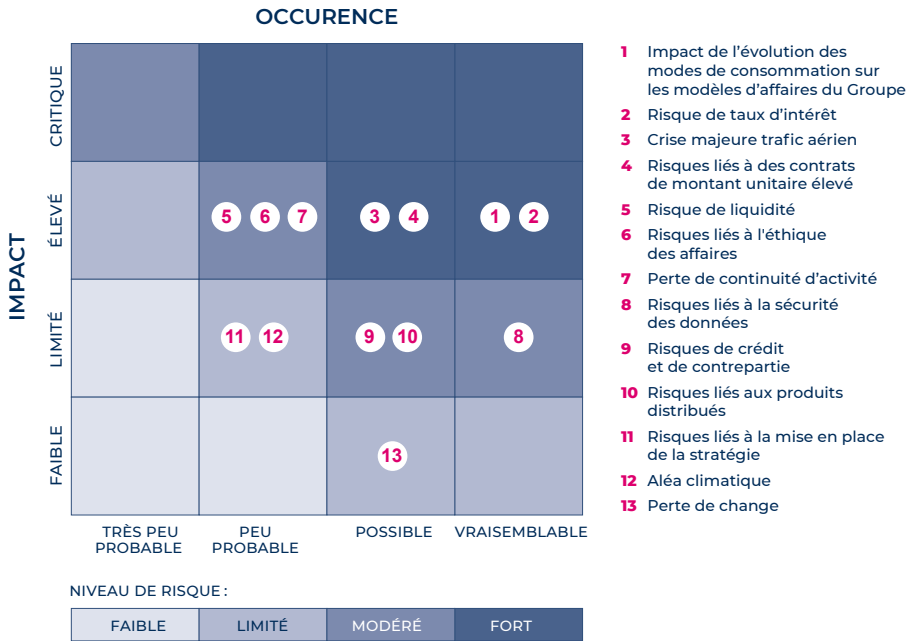 OCCURENCE
IMPACT
CRITIQUE
ÉLEVÉ
5 6 7
3 4
1 2
LIMITÉ
11 12
9 10
8
FAIBLE
13
TRÈS PEU
PROBABLE
PEU
PROBABLE
POSSIBLE
VRAISEMBLABLE
1 Impact de l’évolution des
modes de consommation sur
les modèles d’affaires du Groupe
2 Risque de taux d’intérêt
3 Crise majeure trafic aérien
4 Risques liés à des contrats
de montant unitaire élevé
5 Risque de liquidité
6 Risques liés à l'éthique
des affaires
7 Perte de continuité d’activité
8 Risques liés à la sécurité
des données
9 Risques de crédit
et de contrepartie
10 Risques liés aux produits
distribués
11 Risques liés à la mise en place
de la stratégie
12 Aléa climatique
13 Perte de change
NIVEAU DE RISQUE :
FAIBLE
LIMITÉ
MODÉRÉ
FORT